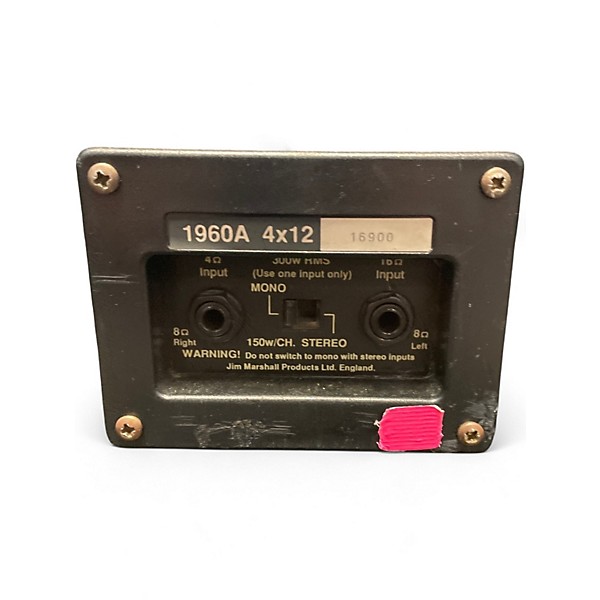 1960A 4x12 16900
4Ω 300w RMS 16Ω
Input (Use one input only) Input
MONO
8Ω 8Ω
Right 150w/CH. STEREO Left
WARNING! Do not switch to mono with stereo inputs
Jim Marshall Products Ltd. England.